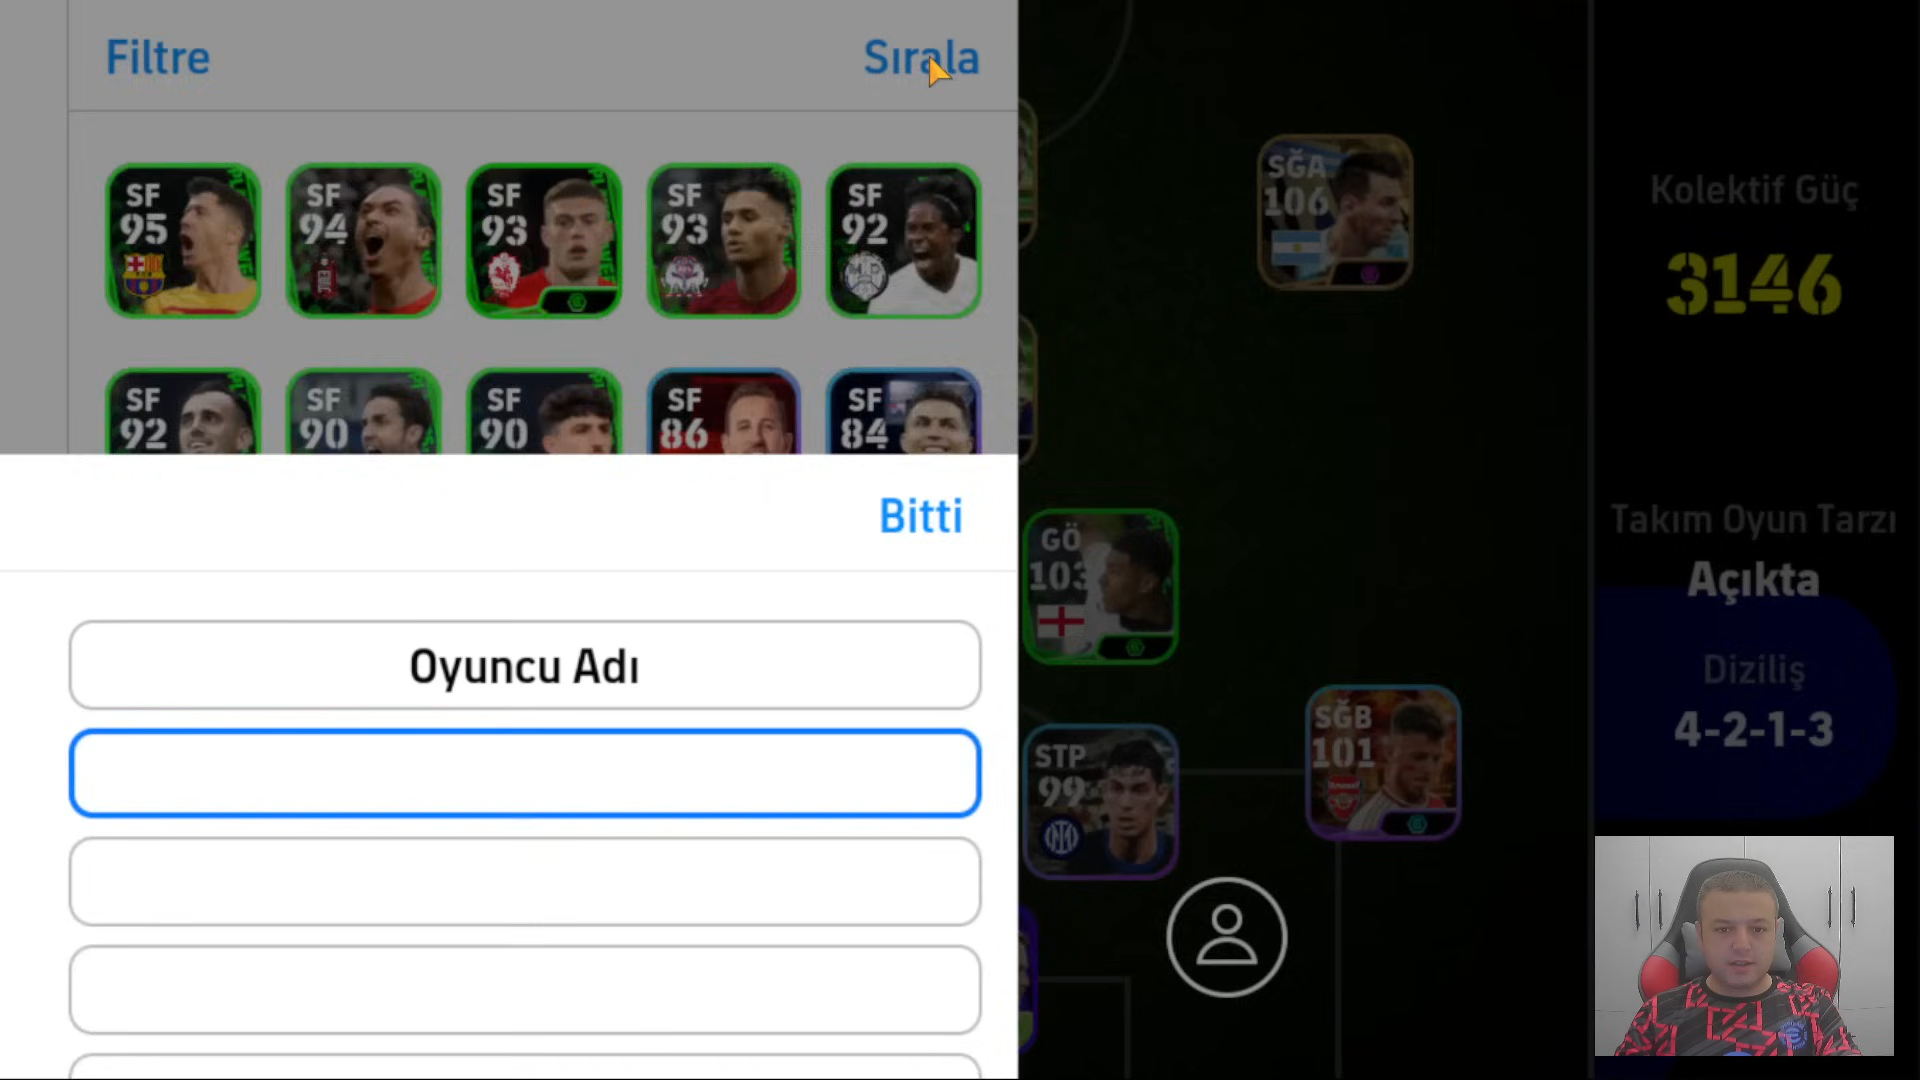 Filtre
Sırala
SF
95
SF
94
SF
93
SF
93
SF
92
SF
92
SF
90
SF
90
SF
86
SF
84
Bitti
Oyuncu Adı
SĞA
106
GÖ
103
STP
99
SĞB
101
Kolektif Güç
3146
Takım Oyun Tarzı
Açıkta
Diziliş
4-2-1-3